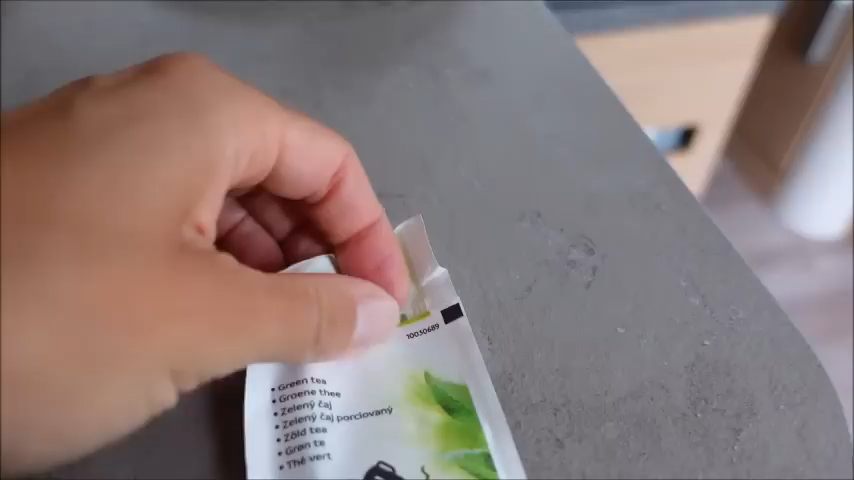 10030689
• Green tea
• Groene thee
• Zelený čaj
• Zelený čaj porciovaný
• Zöld tea
• Grøn te
• Thé vert